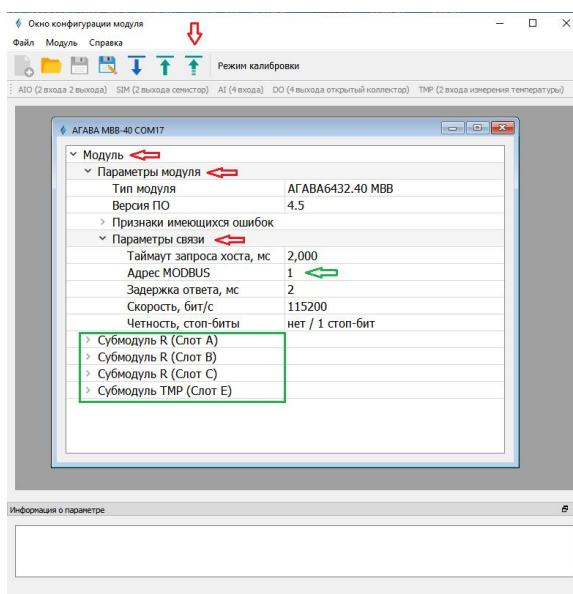 Окно конфигурации модуля
Файл Модуль Справка
Режим калибровки
AIO (2 входа 2 выхода) SIM (2 выхода семистор) AI (4 входа) DO (4 выхода открытый коллектор) TMP (2 входа измерения температуры)
АГАВА МВВ-40 COM17
Модуль
Параметры модуля
Тип модуля АГАВА6432.40 МВВ
Версия ПО 4.5
Признаки имеющихся ошибок
Параметры связи
Таймаут запроса хоста, мс 2,000
Адрес MODBUS 1
Задержка ответа, мс 2
Скорость, бит/с 115200
Четность, стоп-биты нет / 1 стоп-бит
Субмодуль R (Слот A)
Субмодуль R (Слот B)
Субмодуль R (Слот C)
Субмодуль TMP (Слот E)
Информация о параметре